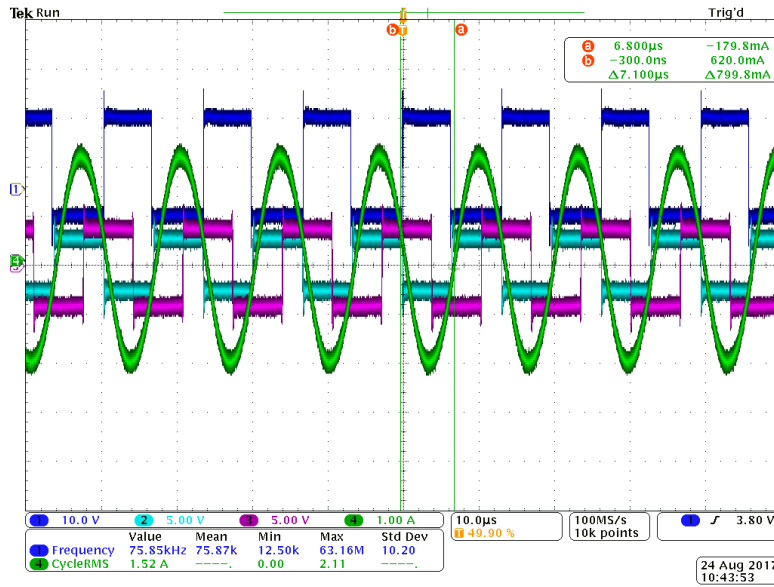 Tek Run Trig'd
b T a
a 6.800µs −179.8mA
b −300.0ns 620.0mA
Δ7.100µs Δ799.8mA
1
4
1 10.0 V 2 5.00 V 3 5.00 V 4 1.00 A
10.0µs
T 49.90 %
100MS/s
10k points
1 3.80 V
Value Mean Min Max Std Dev
1 Frequency 75.85kHz 75.87k 12.50k 63.16M 10.20
4 CycleRMS 1.52 A ----. 0.00 2.11 ----.
24 Aug 2017
10:43:53